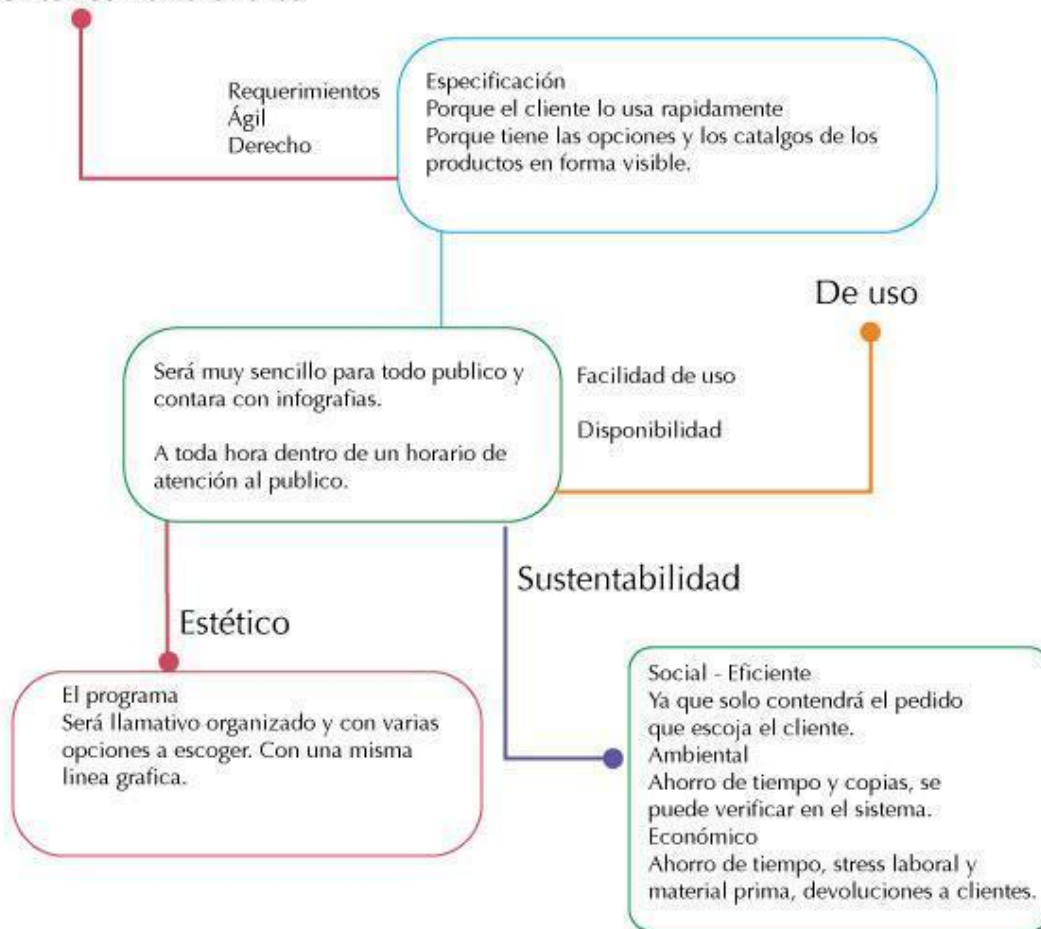 Requerimientos
Ágil
Derecho
Especificación
Porque el cliente lo usa rapidamente
Porque tiene las opciones y los catalgos de los
productos en forma visible.
De uso
Será muy sencillo para todo publico y
contara con infografias.
A toda hora dentro de un horario de
atención al publico.
Facilidad de uso
Disponibilidad
Estético
Sustentabilidad
El programa
Será llamativo organizado y con varias
opciones a escoger. Con una misma
linea grafica.
Social - Eficiente
Ya que solo contendrá el pedido
que escoja el cliente.
Ambiental
Ahorro de tiempo y copias, se
puede verificar en el sistema.
Económico
Ahorro de tiempo, stress laboral y
material prima, devoluciones a clientes.